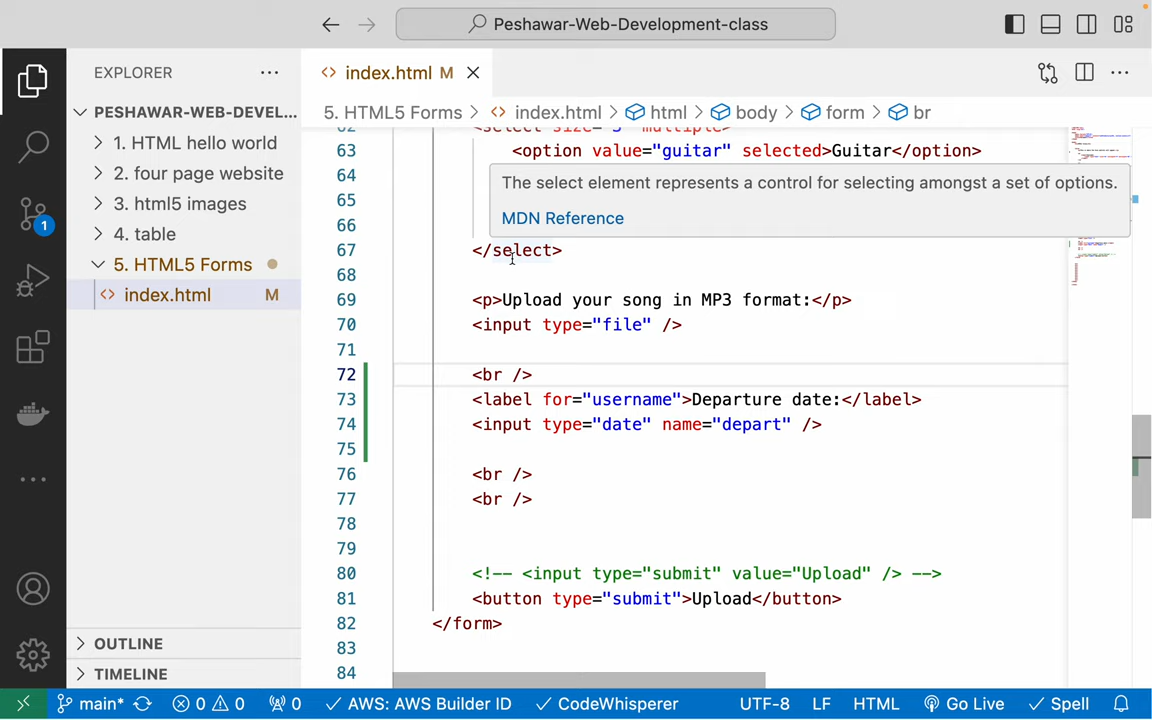 Peshawar-Web-Development-class
EXPLORER
index.html M
PESHAWAR-WEB-DEVEL...
1. HTML hello world
2. four page website
3. html5 images
4. table
5. HTML5 Forms
index.html M
5. HTML5 Forms > index.html > html > body > form > br
62 <select size="5" multiple>
63 <option value="guitar" selected>Guitar</option>
64
The select element represents a control for selecting amongst a set of options.
65
MDN Reference
66
67 </select>
68
69 <p>Upload your song in MP3 format:</p>
70 <input type="file" />
71
72 <br />
73 <label for="username">Departure date:</label>
74 <input type="date" name="depart" />
75
76 <br />
77 <br />
78
79
80 <!-- <input type="submit" value="Upload" /> -->
81 <button type="submit">Upload</button>
82 </form>
83
84
1
OUTLINE
TIMELINE
main* 0 0 0 AWS: AWS Builder ID CodeWhisperer UTF-8 LF HTML Go Live Spell